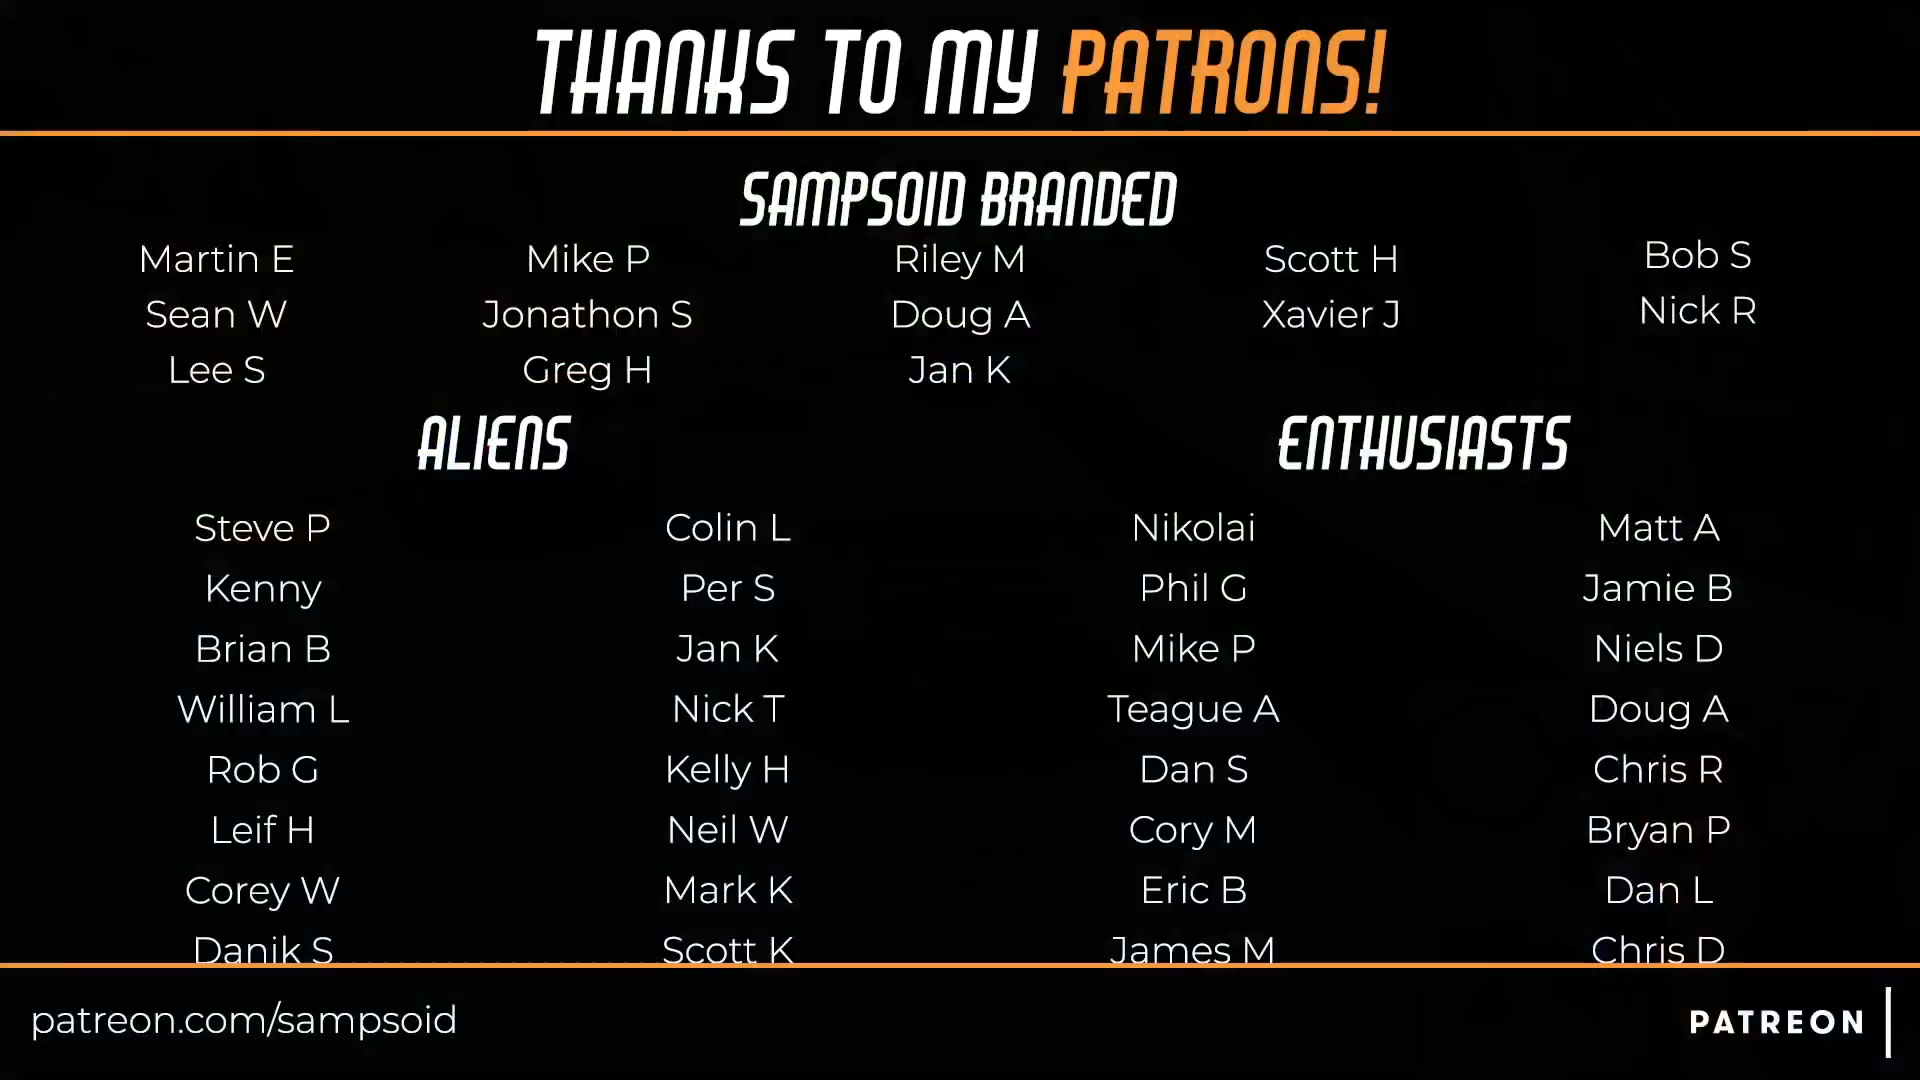 THANKS TO MY PATRONS!
SAMPSOID BRANDED
Martin E Mike P Riley M Scott H Bob S
Sean W Jonathon S Doug A Xavier J Nick R
Lee S Greg H Jan K
ALIENS ENTHUSIASTS
Steve P Colin L Nikolai Matt A
Kenny Per S Phil G Jamie B
Brian B Jan K Mike P Niels D
William L Nick T Teague A Doug A
Rob G Kelly H Dan S Chris R
Leif H Neil W Cory M Bryan P
Corey W Mark K Eric B Dan L
Danik S Scott K James M Chris D
patreon.com/sampsoid PATREON